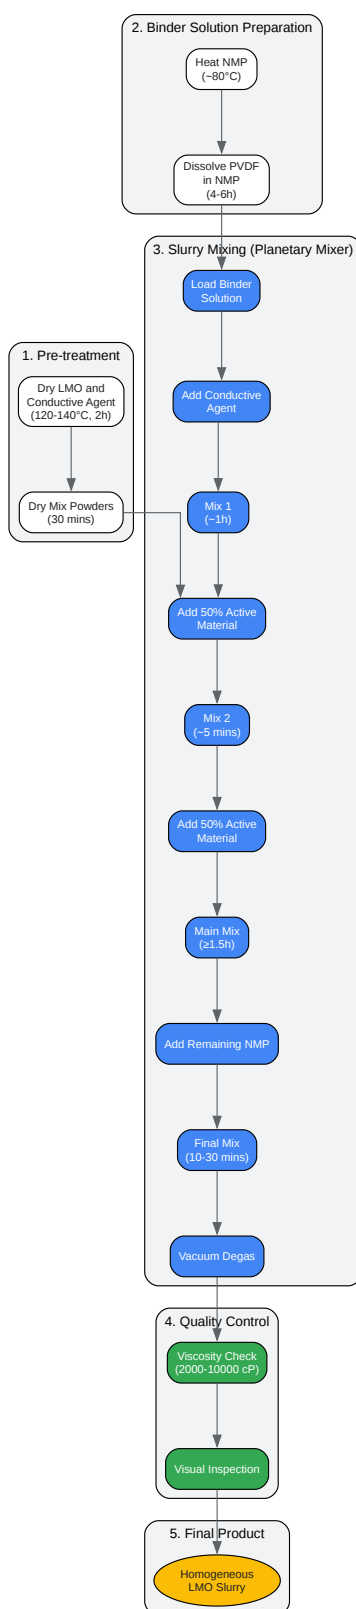 2. Binder Solution Preparation
Heat NMP
(~80°C)
Dissolve PVDF
in NMP
(4-6h)
3. Slurry Mixing (Planetary Mixer)
Load Binder
Solution
Add Conductive
Agent
1. Pre-treatment
Dry LMO and
Conductive Agent
(120-140°C, 2h)
Dry Mix Powders
(30 mins)
Mix 1
(~1h)
Add 50% Active
Material
Mix 2
(~5 mins)
Add 50% Active
Material
Main Mix
(≥1.5h)
Add Remaining NMP
Final Mix
(10-30 mins)
Vacuum Degas
4. Quality Control
Viscosity Check
(2000-10000 cP)
Visual Inspection
5. Final Product
Homogeneous
LMO Slurry